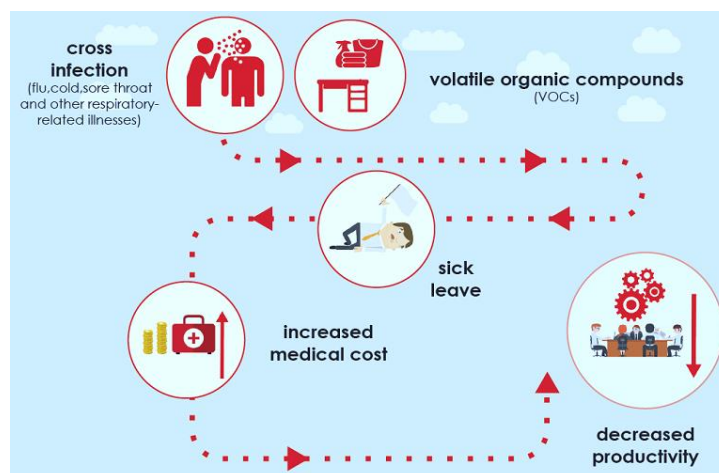 cross
infection
(flu,cold,sore throat
and other respiratory-
related illnesses)
volatile organic compounds
(VOCs)
sick
leave
increased
medical cost
decreased
productivity